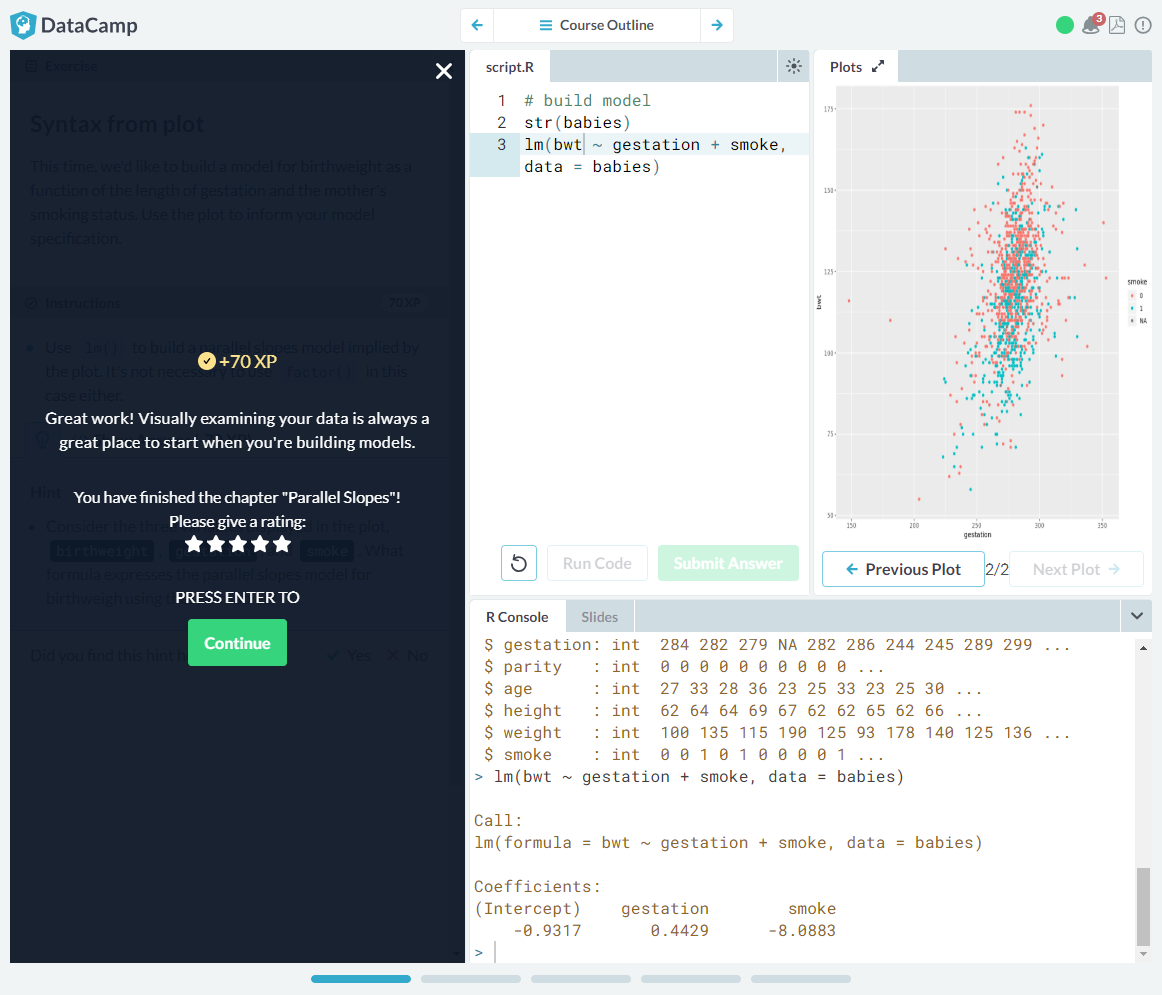 DataCamp
Course Outline
3
Exercise
Syntax from plot
This time, we'd like to build a model for birthweight as a
function of the length of gestation and the mother's
smoking status. Use the plot to inform your model
specification.
Instructions
70 XP
Use lm() to build a parallel slopes model implied by
the plot. It's not necessary to use factor() in this
case either.
+70 XP
Great work! Visually examining your data is always a
great place to start when you're building models.
You have finished the chapter "Parallel Slopes"!
Please give a rating:
Hint
Consider the in the plot,
birthweight smoke What
formula expresses the parallel slopes model for
birthweigh using
PRESS ENTER TO
Continue
Did you find this hint
Yes
No
script.R
1 # build model
2 str(babies)
3 lm(bwt ~ gestation + smoke,
data = babies)
Run Code
Submit Answer
Plots
175
150
125
100
75
50
bwt
150 200 250 300 350
gestation
smoke
0
1
NA
Previous Plot
2/2
Next Plot
R Console
Slides
$ gestation: int 284 282 279 NA 282 286 244 245 289 299 ...
$ parity : int 0 0 0 0 0 0 0 0 0 0 ...
$ age : int 27 33 28 36 23 25 33 23 25 30 ...
$ height : int 62 64 64 69 67 62 62 65 62 66 ...
$ weight : int 100 135 115 190 125 93 178 140 125 136 ...
$ smoke : int 0 0 1 0 1 0 0 0 0 1 ...
> lm(bwt ~ gestation + smoke, data = babies)
Call:
lm(formula = bwt ~ gestation + smoke, data = babies)
Coefficients:
(Intercept) gestation smoke
-0.9317 0.4429 -8.0883
>